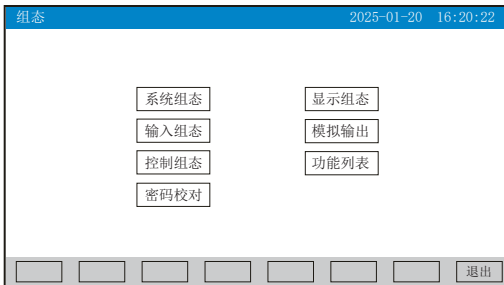 组态 2025-01-20 16:20:22
系统组态 显示组态
输入组态 模拟输出
控制组态 功能列表
密码校对
退出